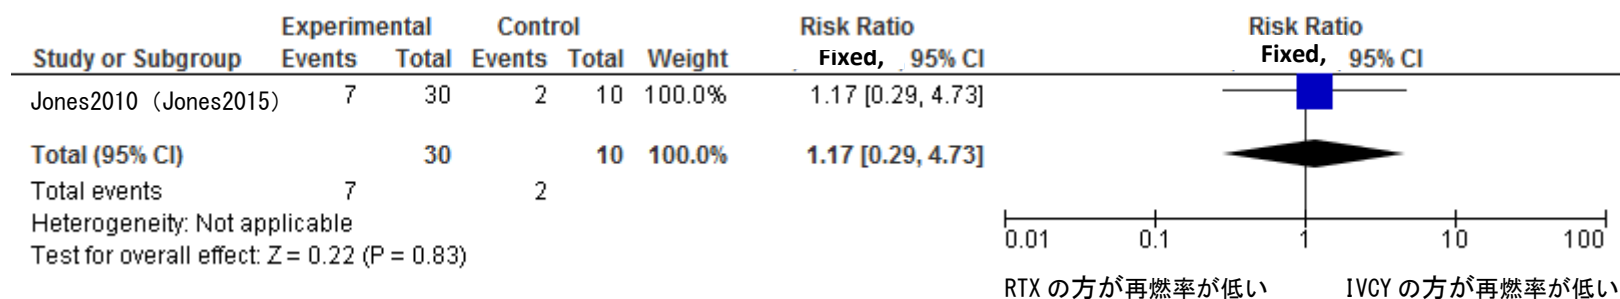 Experimental Control Risk Ratio Risk Ratio
Study or Subgroup Events Total Events Total Weight Fixed, 95% CI Fixed, 95% CI
Jones2010（Jones2015） 7 30 2 10 100.0% 1.17 [0.29, 4.73]
Total (95% CI) 30 10 100.0% 1.17 [0.29, 4.73]
Total events 7 2
Heterogeneity: Not applicable
Test for overall effect: Z = 0.22 (P = 0.83)
0.01 0.1 1 10 100
RTX の方が再燃率が低い IVCY の方が再燃率が低い